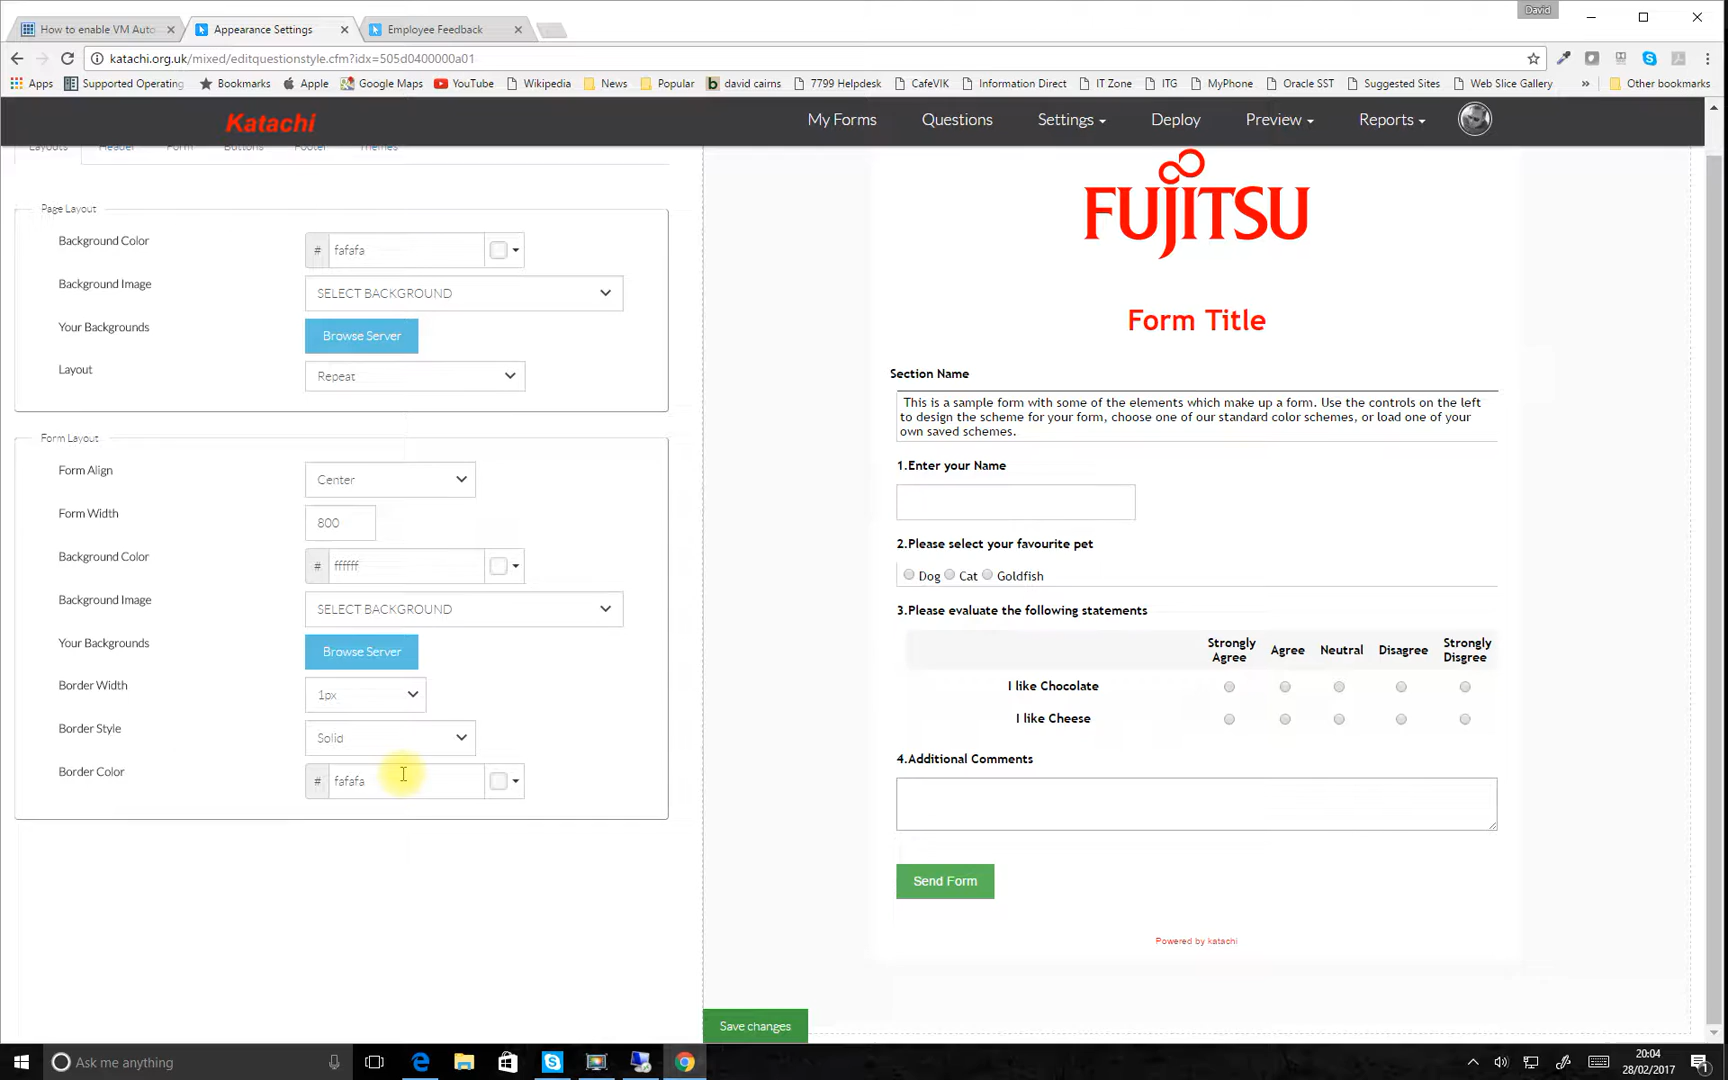 David
How to enable VM Auto
Appearance Settings
Employee Feedback
katachi.org.uk/mixed/editquestionstyle.cfm?idx=505d0400000a01
Apps
Supported Operating
Bookmarks
Apple
Google Maps
YouTube
Wikipedia
News
Popular
david cairns
7799 Helpdesk
CafeVIK
Information Direct
IT Zone
ITG
MyPhone
Oracle SST
Suggested Sites
Web Slice Gallery
»
Other bookmarks
Katachi
My Forms
Questions
Settings
Deploy
Preview
Reports
Layouts
Header
Form
Buttons
Footer
Themes
Page Layout
Background Color
# fafafa
Background Image
SELECT BACKGROUND
Your Backgrounds
Browse Server
Layout
Repeat
Form Layout
Form Align
Center
Form Width
800
Background Color
# ffffff
Background Image
SELECT BACKGROUND
Your Backgrounds
Browse Server
Border Width
1px
Border Style
Solid
Border Color
# fafafa
FUJITSU
Form Title
Section Name
This is a sample form with some of the elements which make up a form. Use the controls on the left
to design the scheme for your form, choose one of our standard color schemes, or load one of your
own saved schemes.
1.Enter your Name
2.Please select your favourite pet
Dog Cat Goldfish
3.Please evaluate the following statements
Strongly Agree
Agree
Neutral
Disagree
Strongly Disgree
I like Chocolate
I like Cheese
4.Additional Comments
Send Form
Powered by katachi
Save changes
Ask me anything
20:04
28/02/2017
1